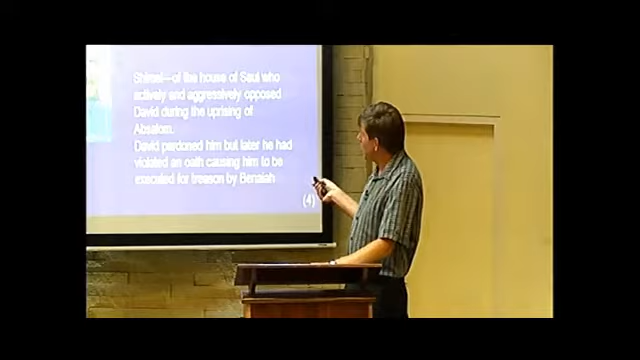 Shimei—of the house of Saul who
actively and aggressively opposed
David during the uprising of
Absalom.
David pardoned him but later he had
violated an oath causing him to be
executed for treason by Benaiah
(4)